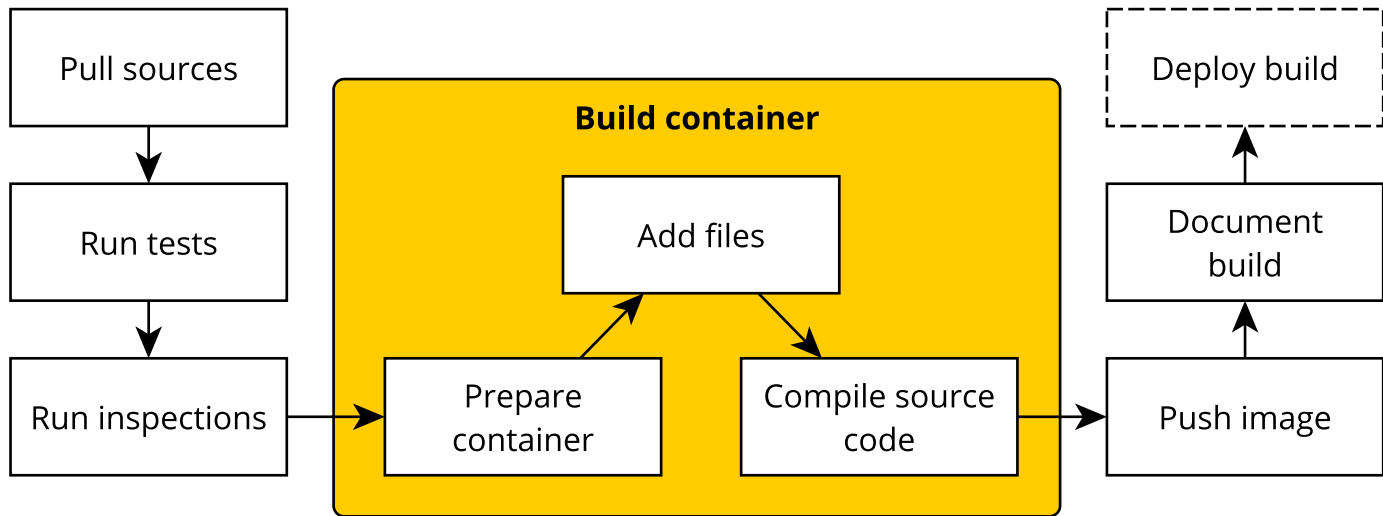 Pull sources
Run tests
Run inspections
Build container
Prepare
container
Add files
Compile source
code
Push image
Document
build
Deploy build